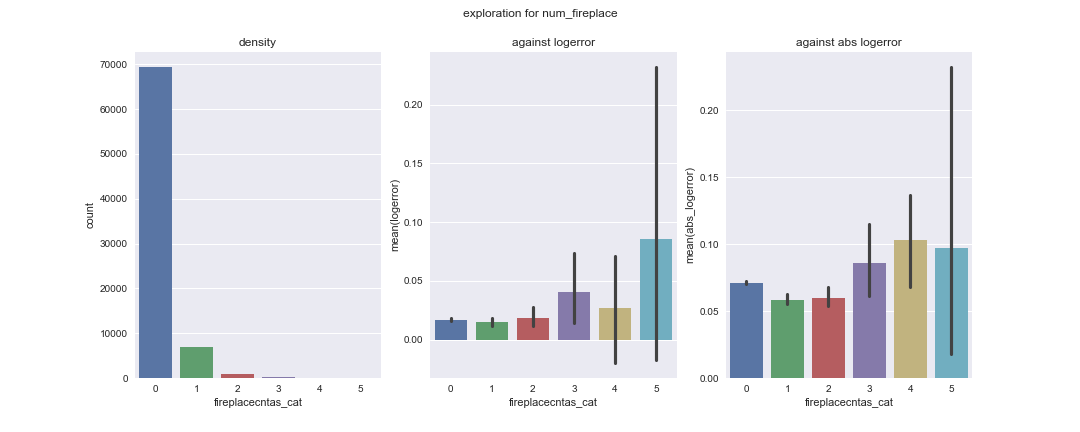 exploration for num_fireplace
density
70000
60000
50000
40000
30000
20000
10000
0
count
0 1 2 3 4 5
fireplacecntas_cat
against logerror
0.20
0.15
0.10
0.05
0.00
mean(logerror)
0 1 2 3 4 5
fireplacecntas_cat
against abs logerror
0.20
0.15
0.10
0.05
0.00
mean(abs_logerror)
0 1 2 3 4 5
fireplacecntas_cat